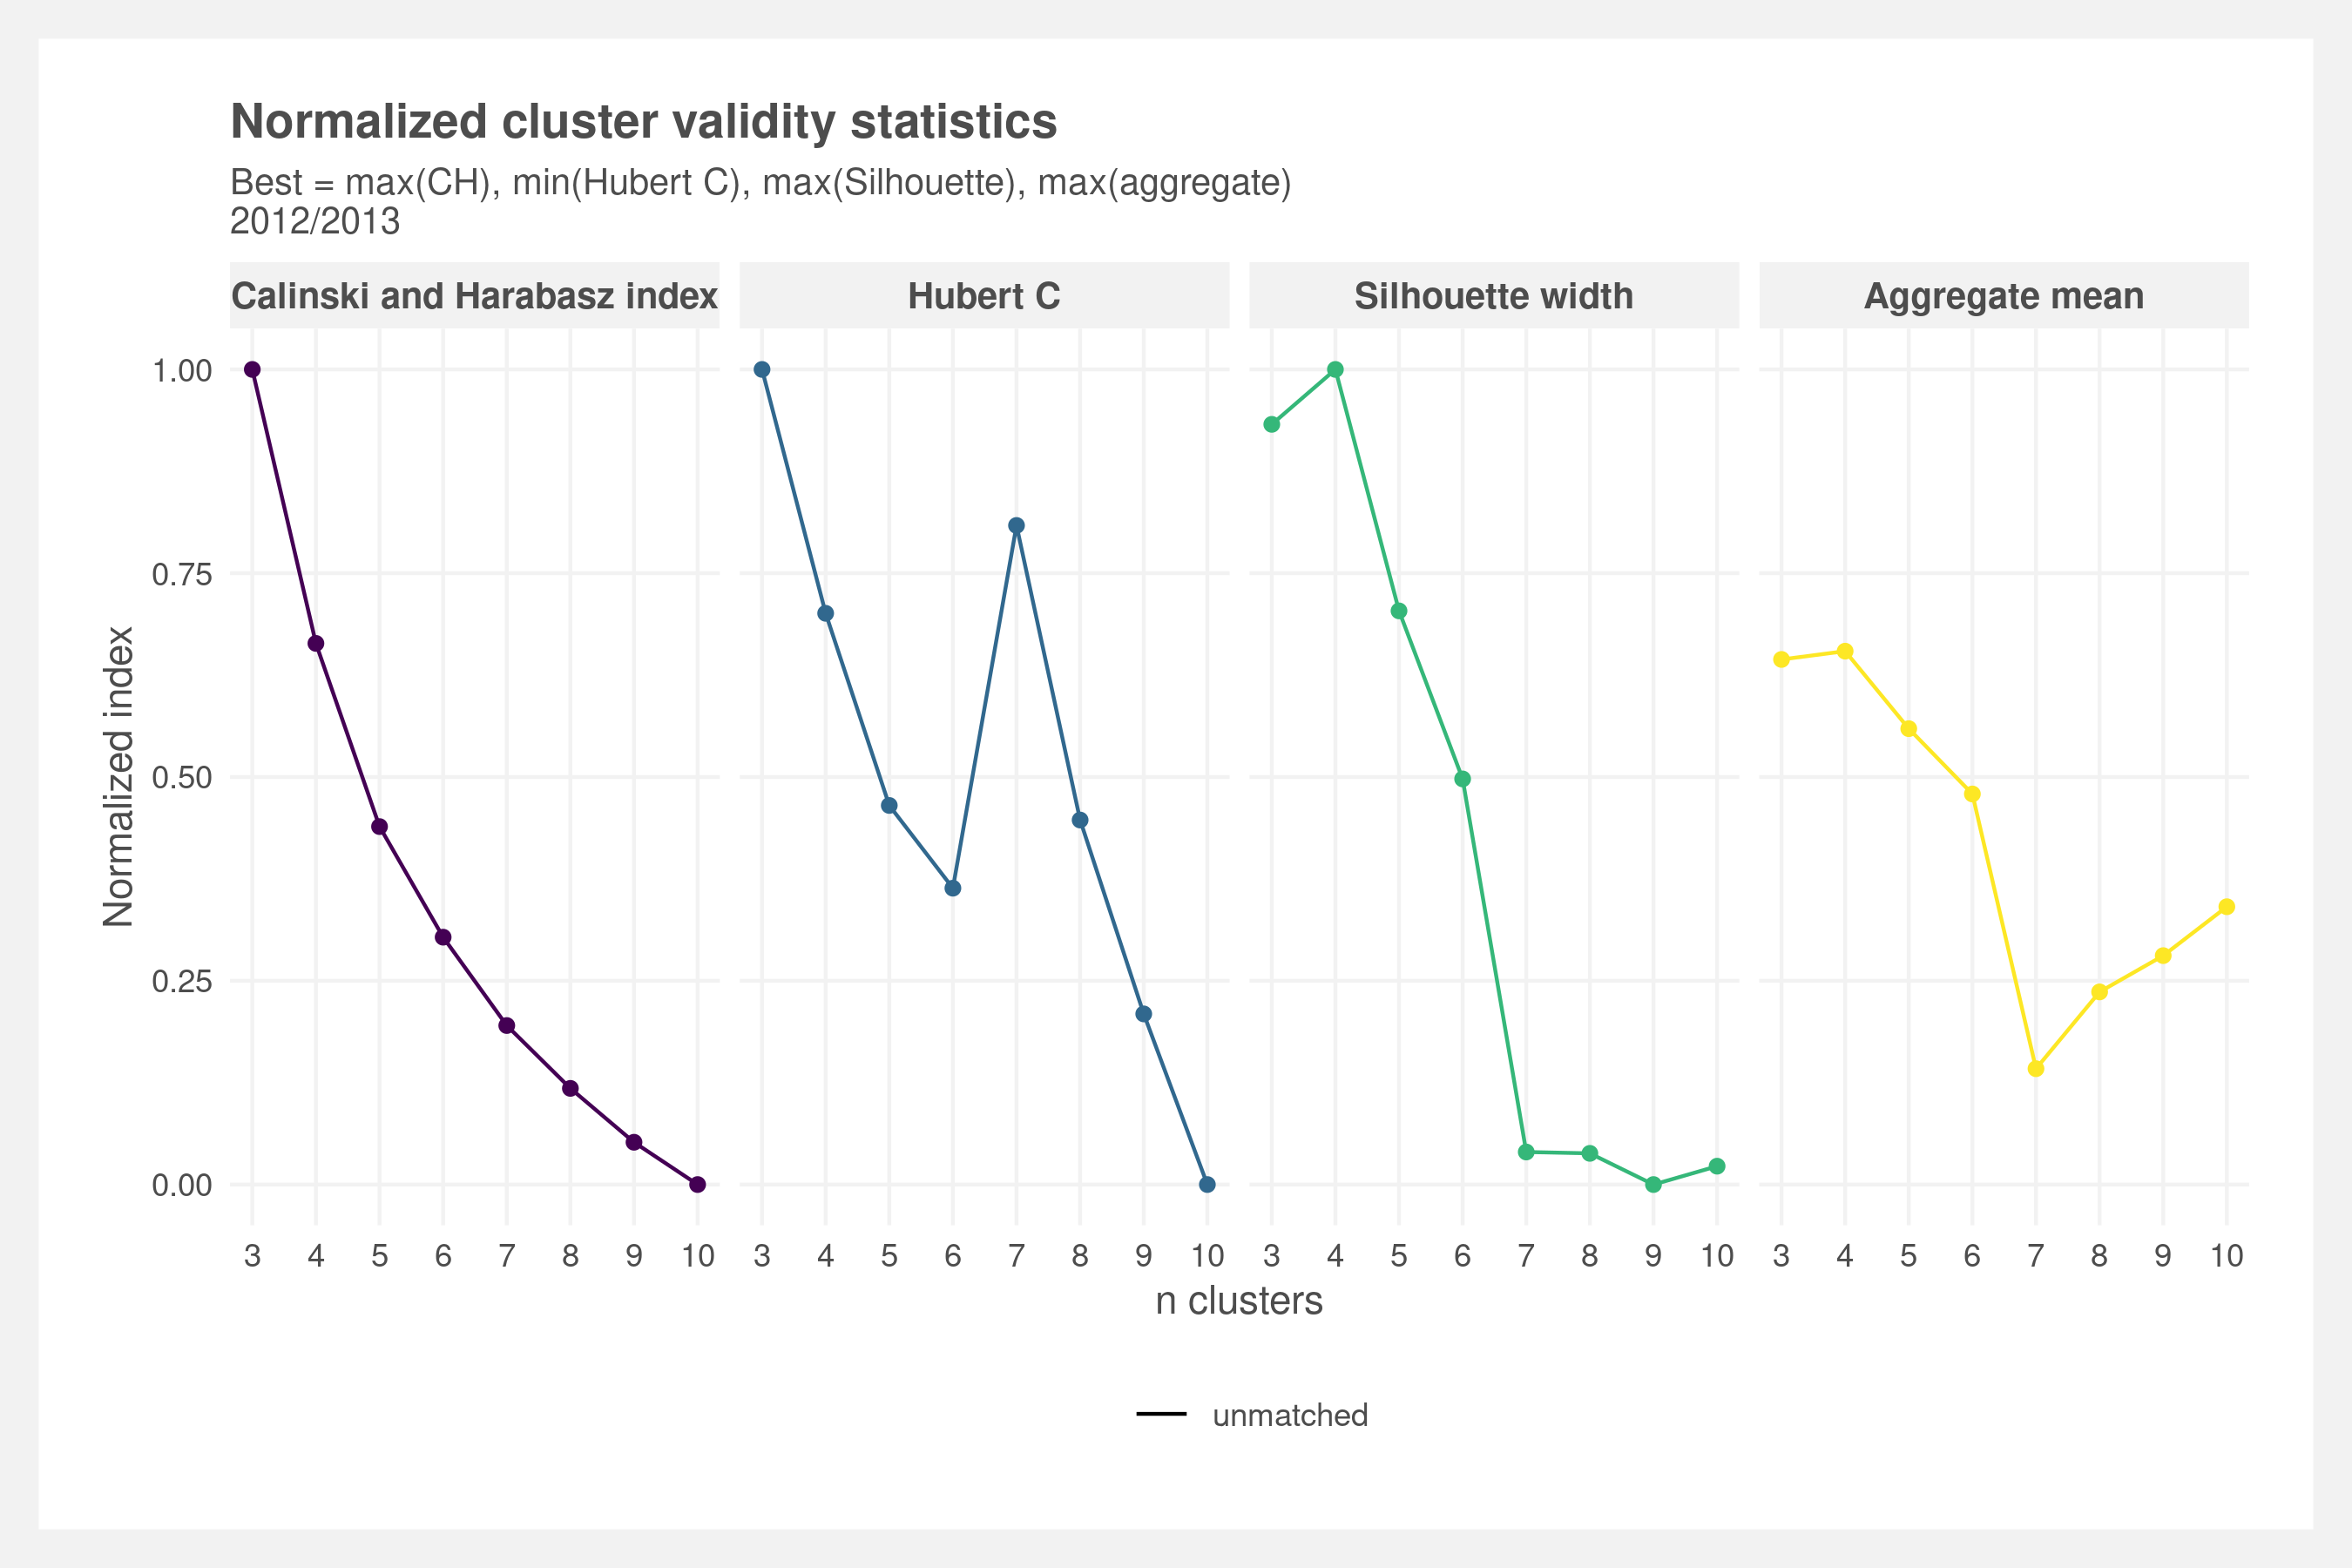 Normalized cluster validity statistics
Best = max(CH), min(Hubert C), max(Silhouette), max(aggregate)
2012/2013
Calinski and Harabasz index Hubert C Silhouette width Aggregate mean
Normalized index
1.00
0.75
0.50
0.25
0.00
3 4 5 6 7 8 9 10 3 4 5 6 7 8 9 10 3 4 5 6 7 8 9 10 3 4 5 6 7 8 9 10
n clusters
unmatched